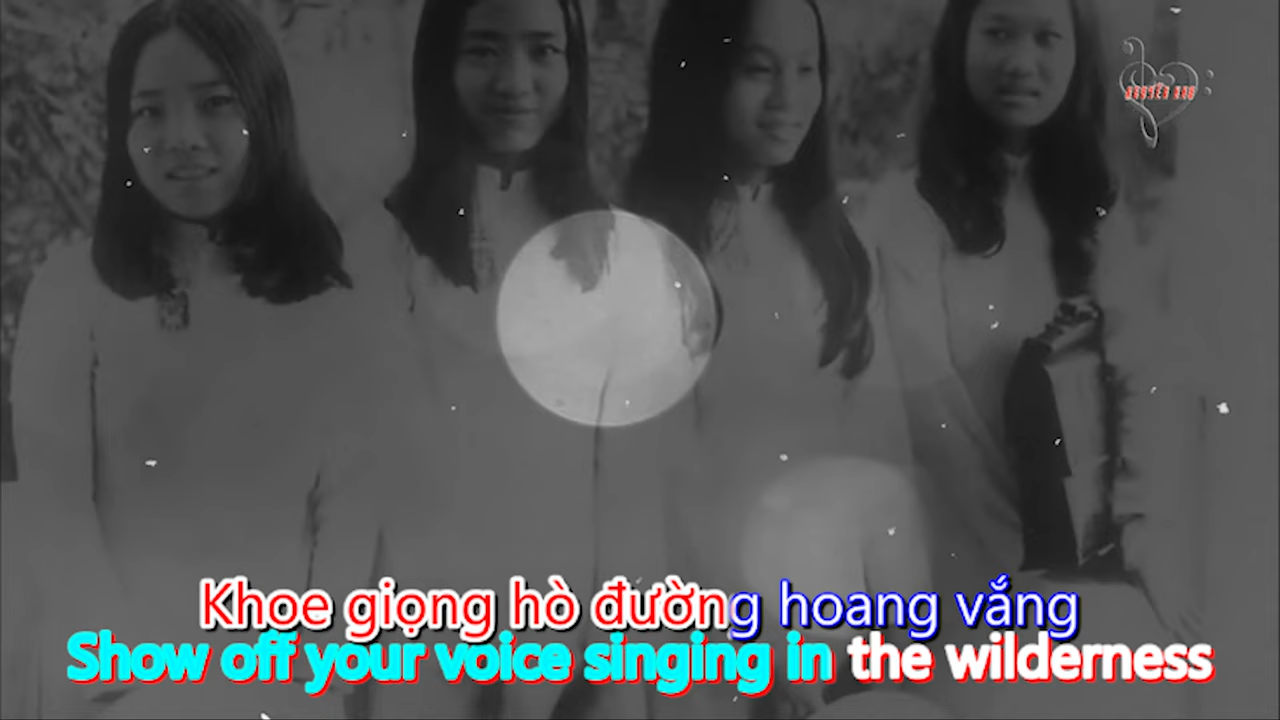 Khoe giọng hò đường hoang vắng
Show off your voice singing in the wilderness